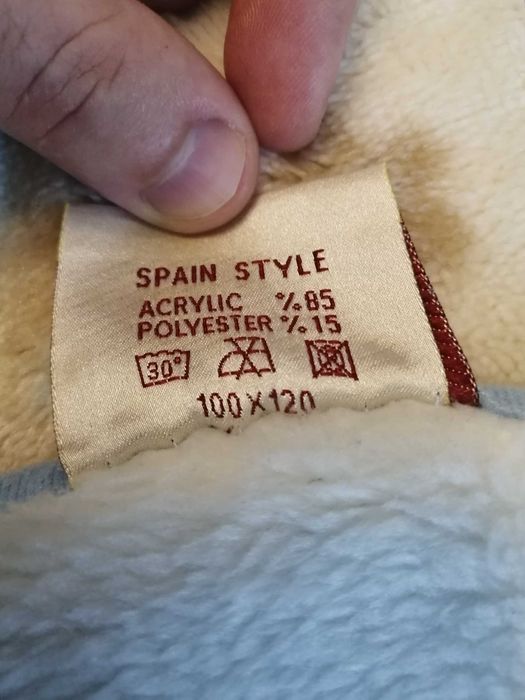 SPAIN STYLE
ACRYLIC %85
POLYESTER %15
30°
100X120